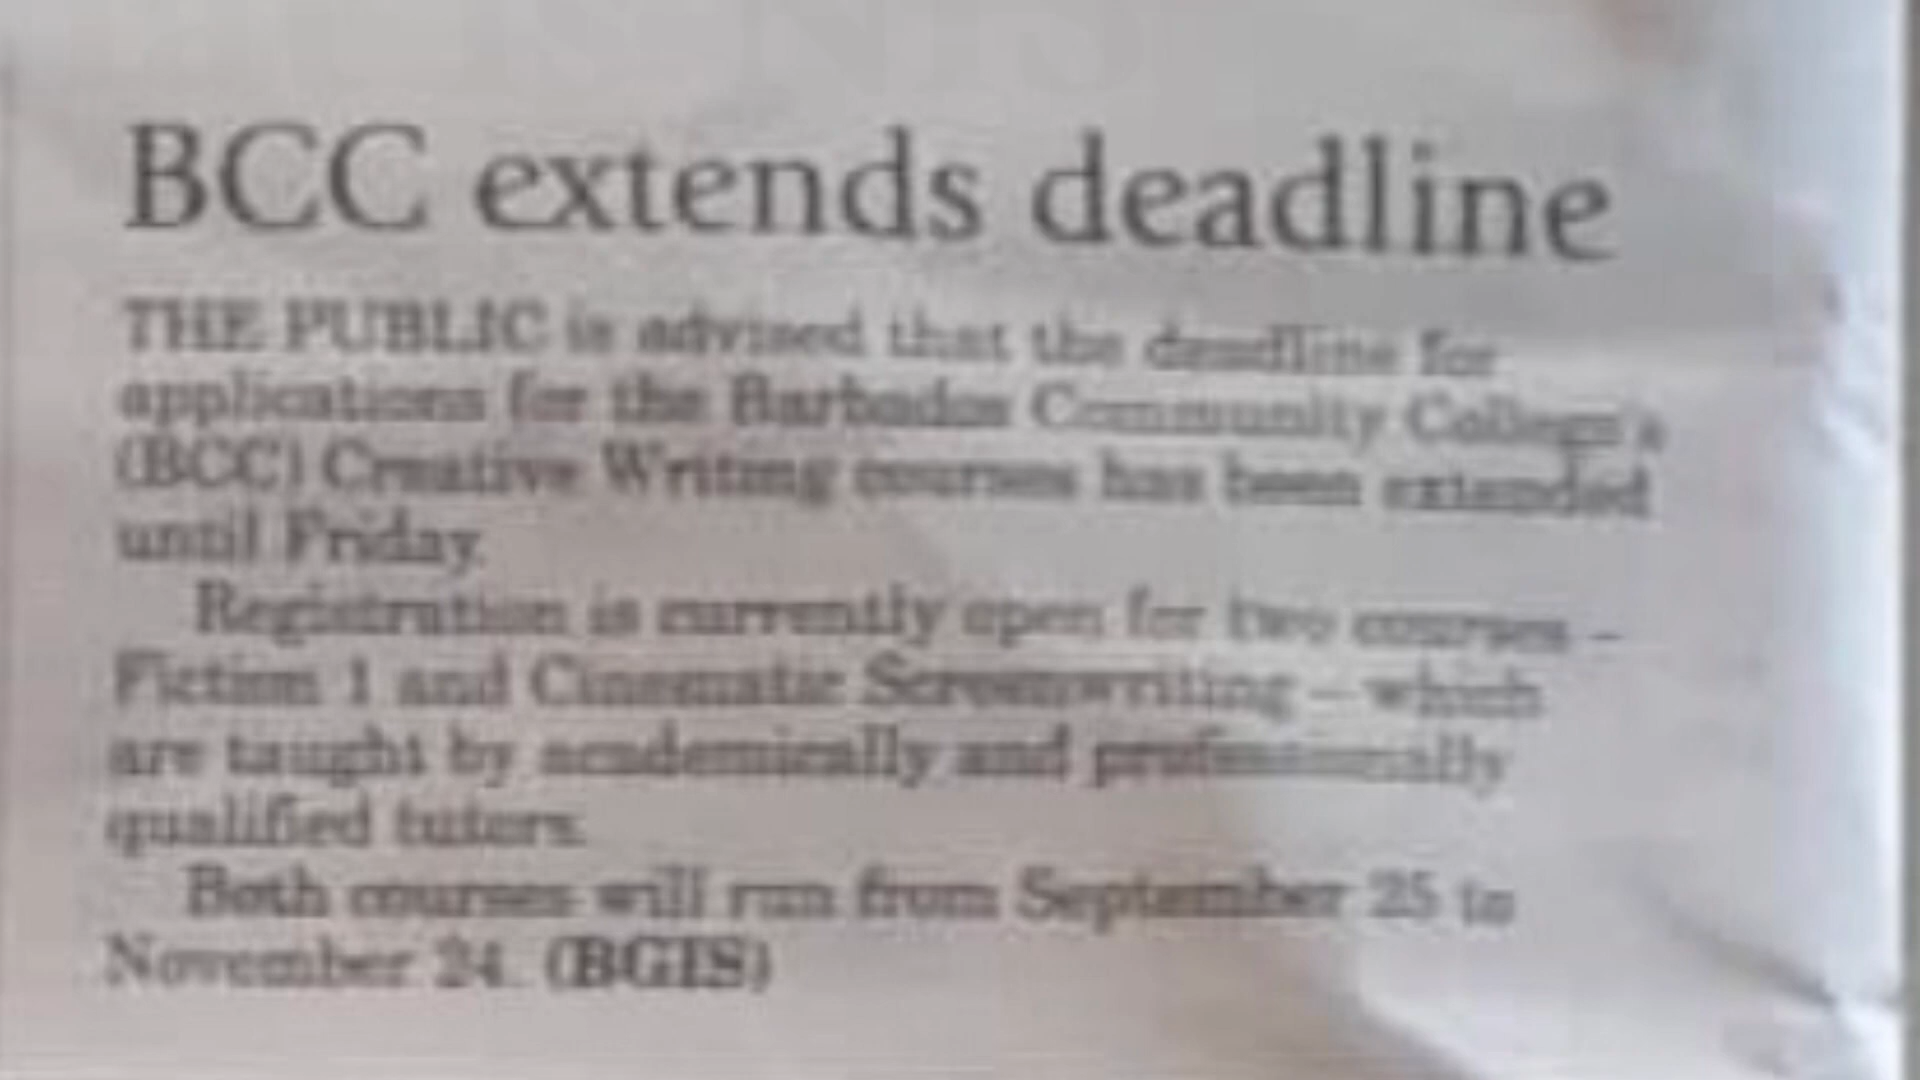 BCC extends deadline
THE PUBLIC is advised that the deadline for
applications for the Barbados Community College's
(BCC) Creative Writing courses has been extended
until Friday.
Registration is currently open for two courses –
Fiction 1 and Cinematic Screenwriting – which
are taught by academically and professionally
qualified tutors.
Both courses will run from September 25 to
November 24. (BGIS)